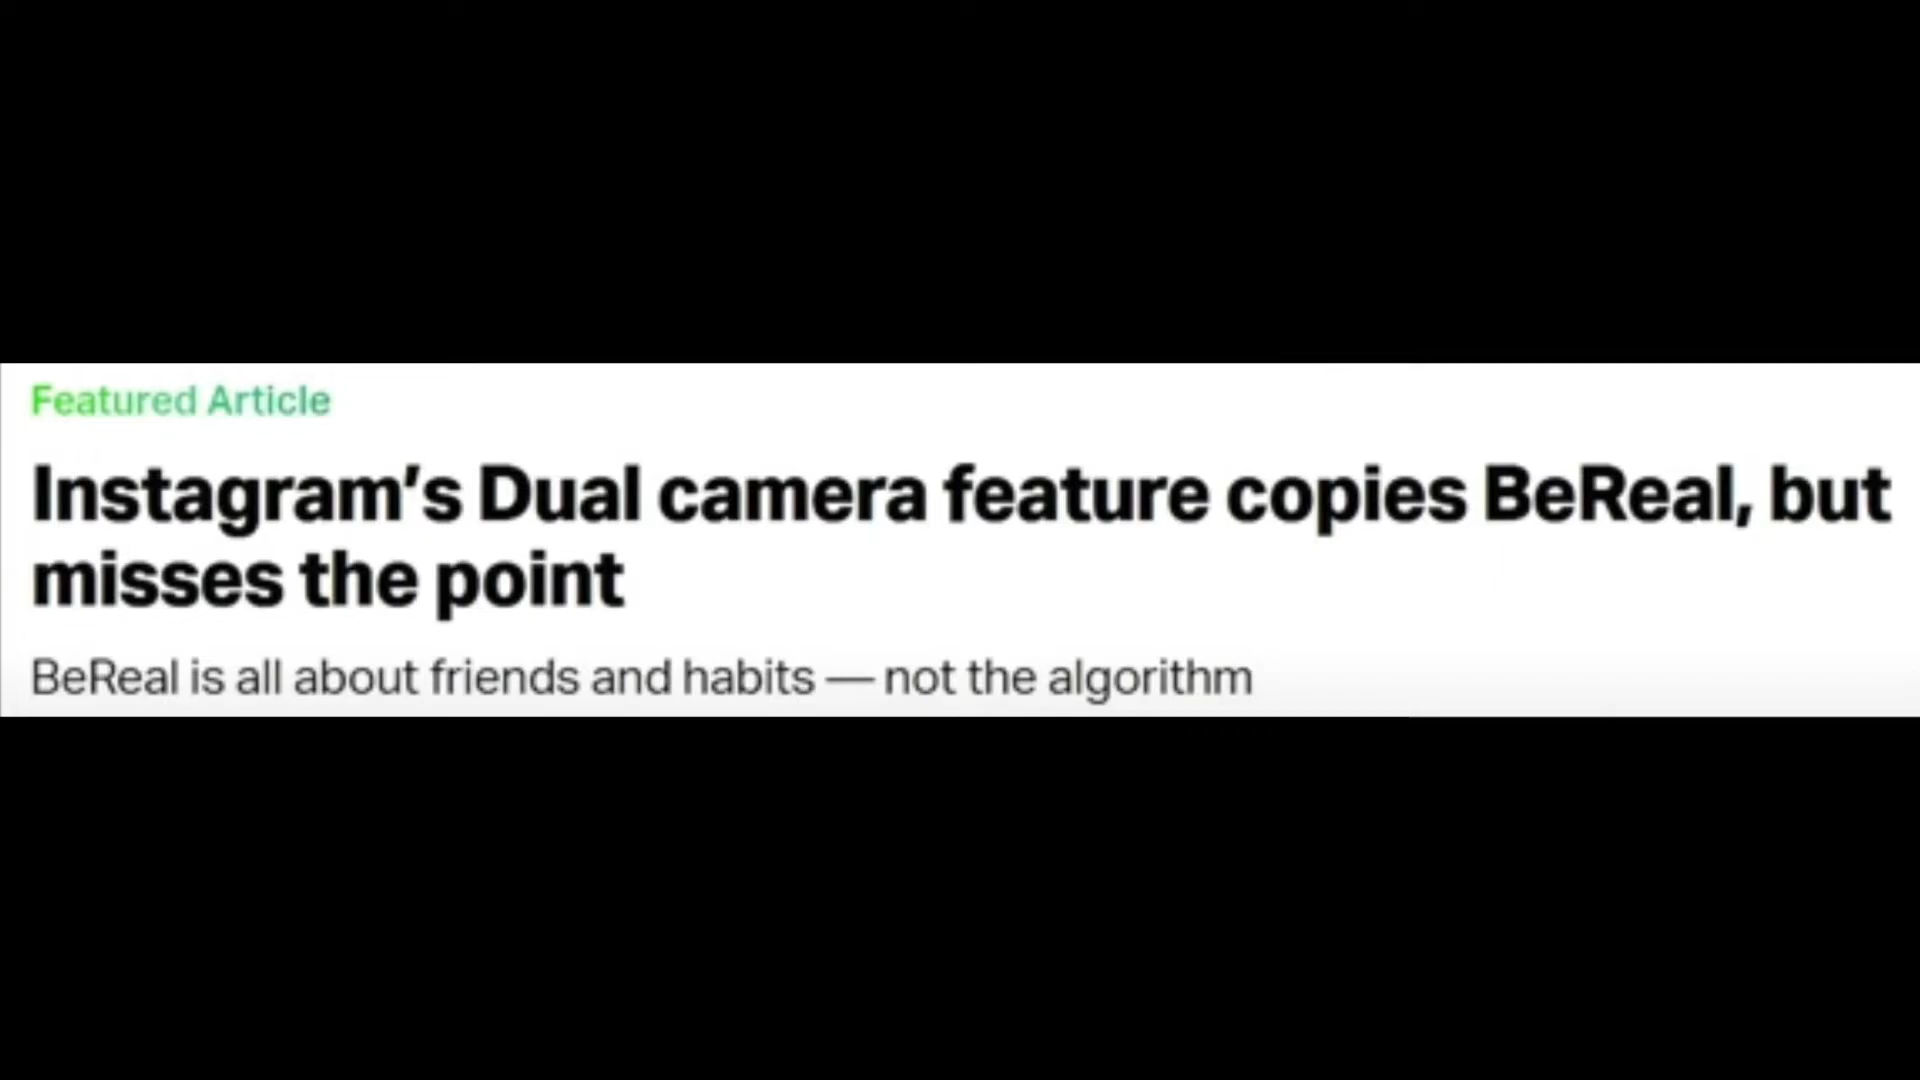 Featured Article
Instagram’s Dual camera feature copies BeReal, but
misses the point
BeReal is all about friends and habits — not the algorithm